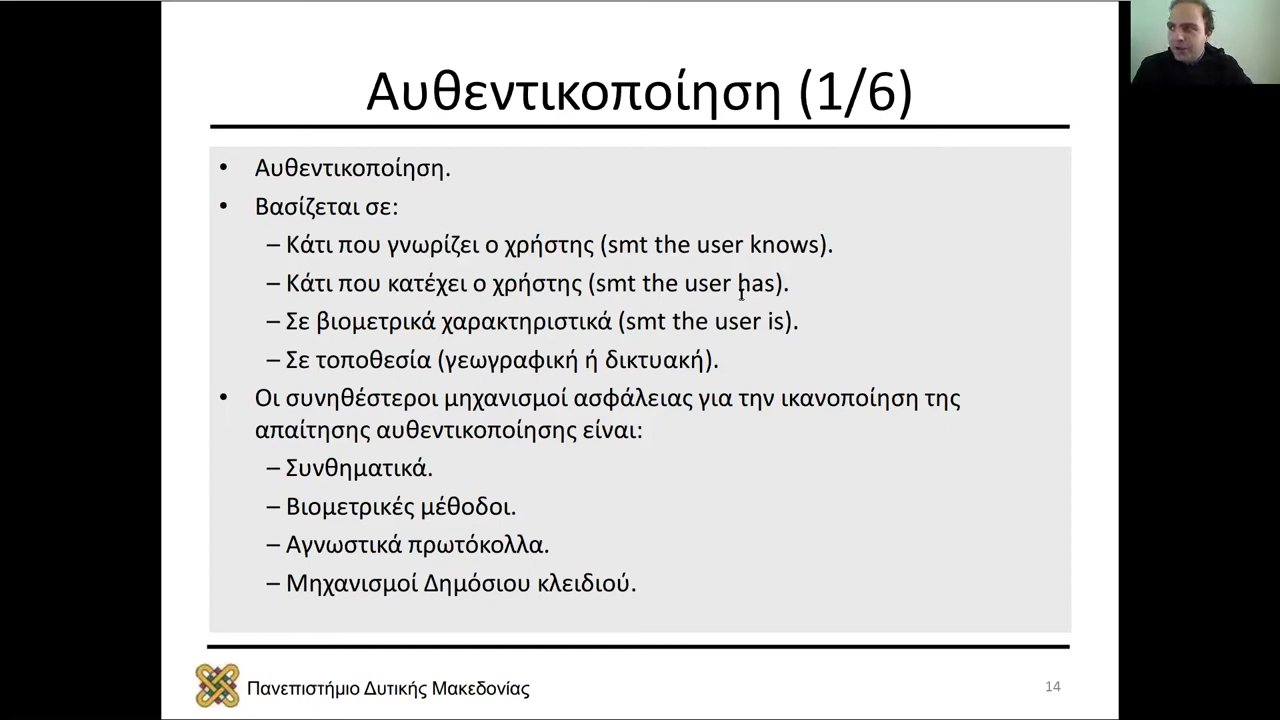 Αυθεντικοποίηση (1/6)
• Αυθεντικοποίηση.
• Βασίζεται σε:
– Κάτι που γνωρίζει ο χρήστης (smt the user knows).
– Κάτι που κατέχει ο χρήστης (smt the user has).
– Σε βιομετρικά χαρακτηριστικά (smt the user is).
– Σε τοποθεσία (γεωγραφική ή δικτυακή).
• Οι συνηθέστεροι μηχανισμοί ασφάλειας για την ικανοποίηση της
απαίτησης αυθεντικοποίησης είναι:
– Συνθηματικά.
– Βιομετρικές μέθοδοι.
– Αγνωστικά πρωτόκολλα.
– Μηχανισμοί Δημόσιου κλειδιού.
Πανεπιστήμιο Δυτικής Μακεδονίας
14